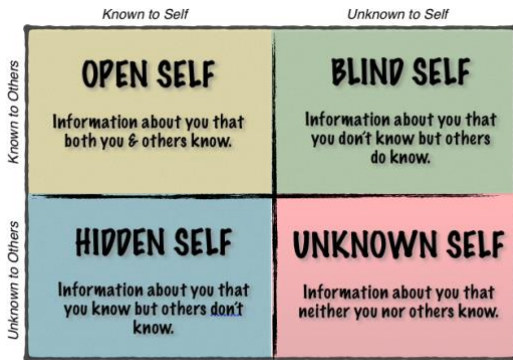 Known to Self
Unknown to Self
Known to Others
OPEN SELF
Information about you that
both you & others know.
BLIND SELF
Information about you that
you don't know but others
do know.
Unknown to Others
HIDDEN SELF
Information about you that
you know but others don't
know.
UNKNOWN SELF
Information about you that
neither you nor others know.